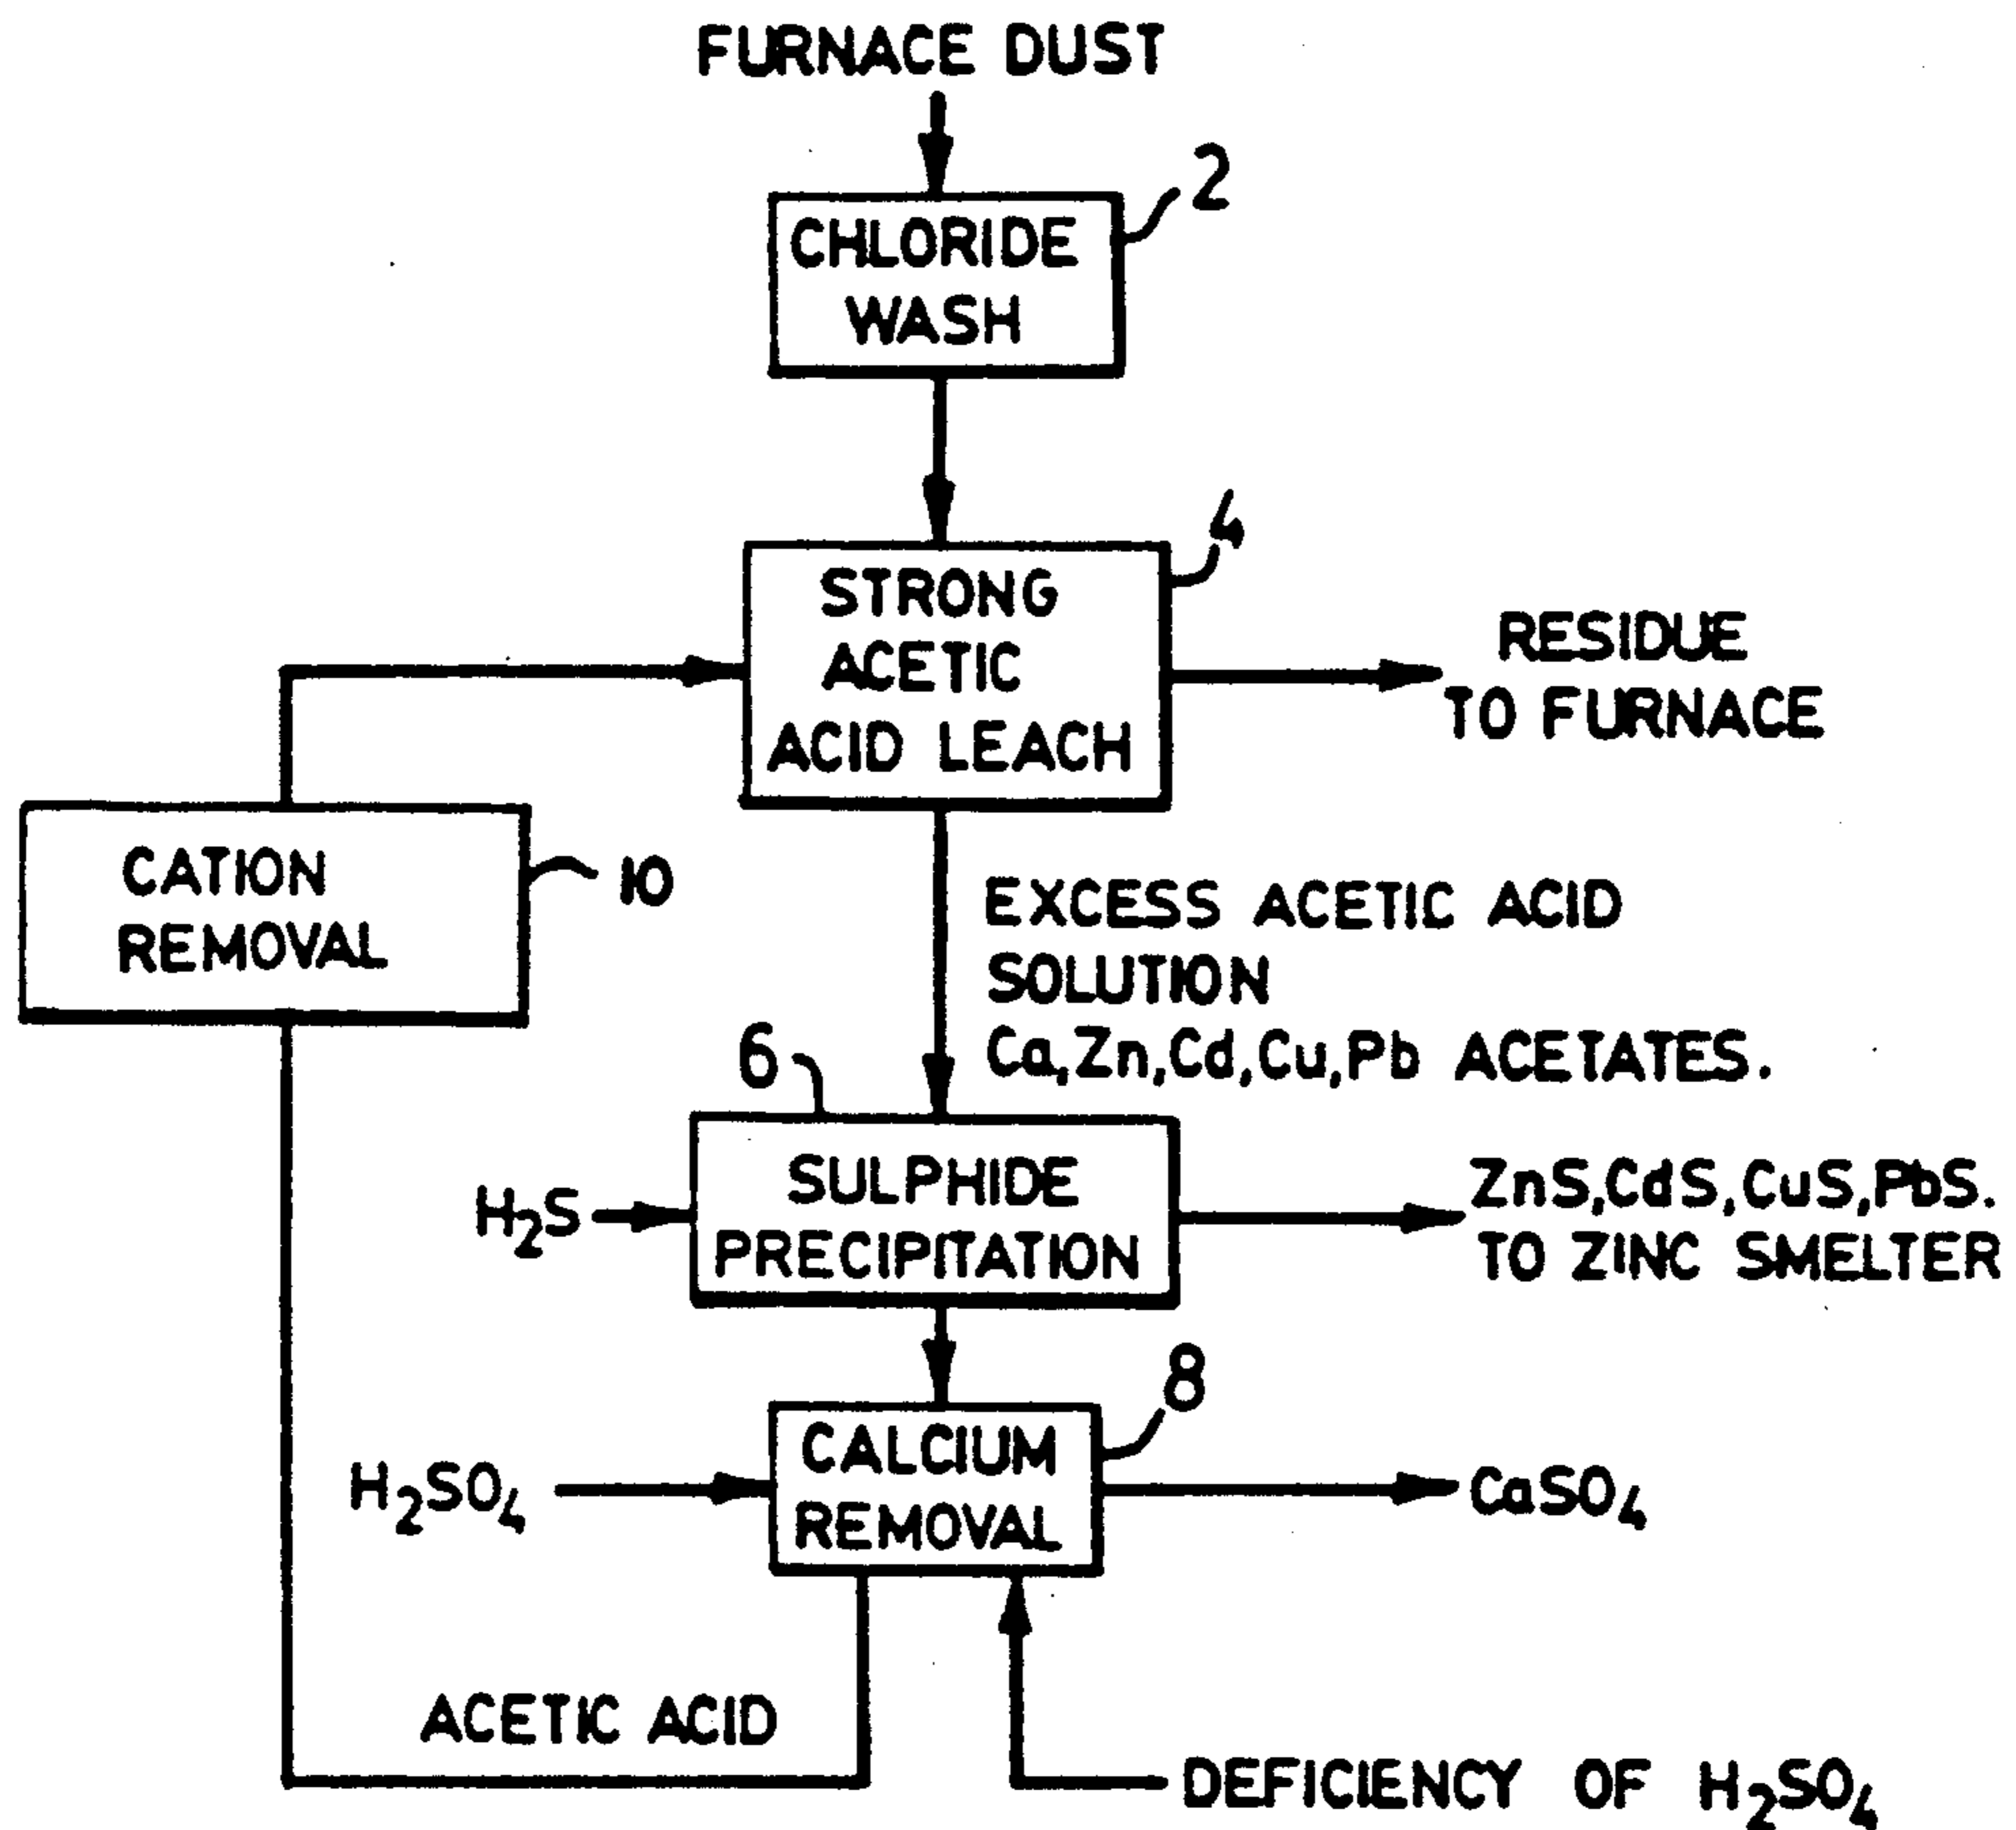 FURNACE DUST
2
CHLORIDE
WASH
4
STRONG
ACETIC
ACID LEACH
RESIDUE
TO FURNACE
CATION
REMOVAL
10
EXCESS ACETIC ACID
SOLUTION
Ca,Zn,Cd,Cu,Pb ACETATES.
6
H₂S
SULPHIDE
PRECIPITATION
ZnS,CdS,CuS,PbS.
TO ZINC SMELTER
8
H₂SO₄
CALCIUM
REMOVAL
CaSO₄
ACETIC ACID
DEFICIENCY OF H₂SO₄